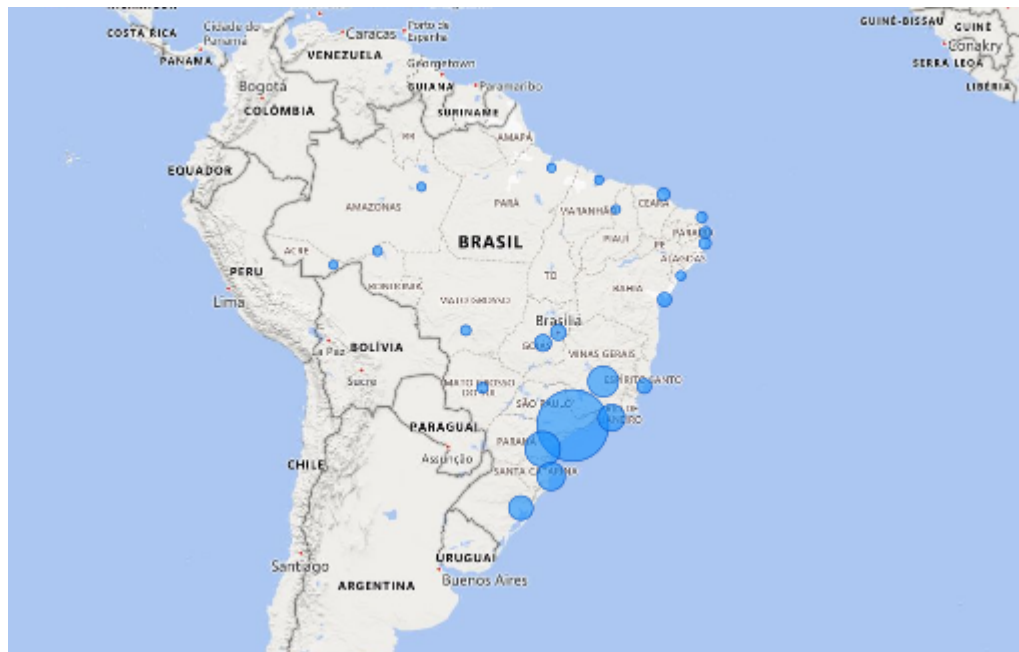 GUINÉ-BISSAU
COSTA RICA
Cidade do
Panamá
Caracas
Porto de
Espanha
GUINÉ
Conakry
PANAMÁ
VENEZUELA
SERRA LEOA
Georgetown
LIBÉRIA
Bogotá
GUIANA
Paramaribo
COLÔMBIA
SURINAME
RR
AMAPÁ
EQUADOR
AMAZONAS
PARÁ
MARANHÃO
CEARÁ
BRASIL
PIAUÍ
PE
ACRE
ALAGOAS
PERU
TO
RONDÔNIA
BAHIA
Lima
MATO GROSSO
Brasília
La Paz
BOLÍVIA
GOIÁS
MINAS GERAIS
Sucre
MATO GROSSO
DO SUL
ESPÍRITO SANTO
SÃO PAULO
PARAGUAI
PARANÁ
Assunção
CHILE
SANTA CATARINA
URUGUAI
Santiago
ARGENTINA
Buenos Aires